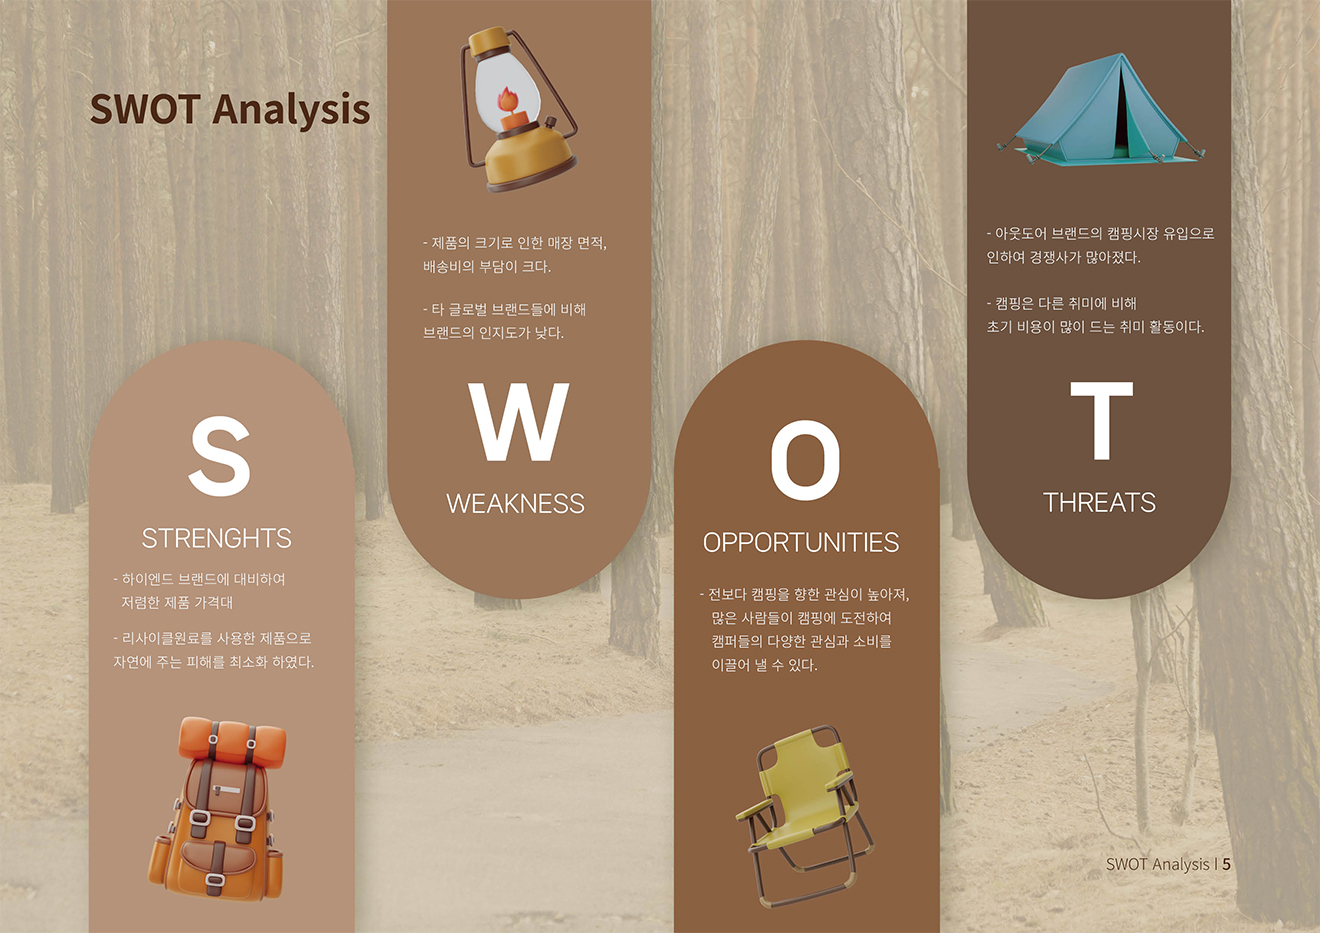 SWOT Analysis
S
STRENGHTS
- 하이엔드 브랜드에 대비하여
저렴한 제품 가격대
- 리사이클원료를 사용한 제품으로
자연에 주는 피해를 최소화 하였다.
- 제품의 크기로 인한 매장 면적,
배송비의 부담이 크다.
- 타 글로벌 브랜드들에 비해
브랜드의 인지도가 낮다.
W
WEAKNESS
O
OPPORTUNITIES
- 전보다 캠핑을 향한 관심이 높아져,
많은 사람들이 캠핑에 도전하여
캠퍼들의 다양한 관심과 소비를
이끌어 낼 수 있다.
- 아웃도어 브랜드의 캠핑시장 유입으로
인하여 경쟁사가 많아졌다.
- 캠핑은 다른 취미에 비해
초기 비용이 많이 드는 취미 활동이다.
T
THREATS
SWOT Analysis l 5